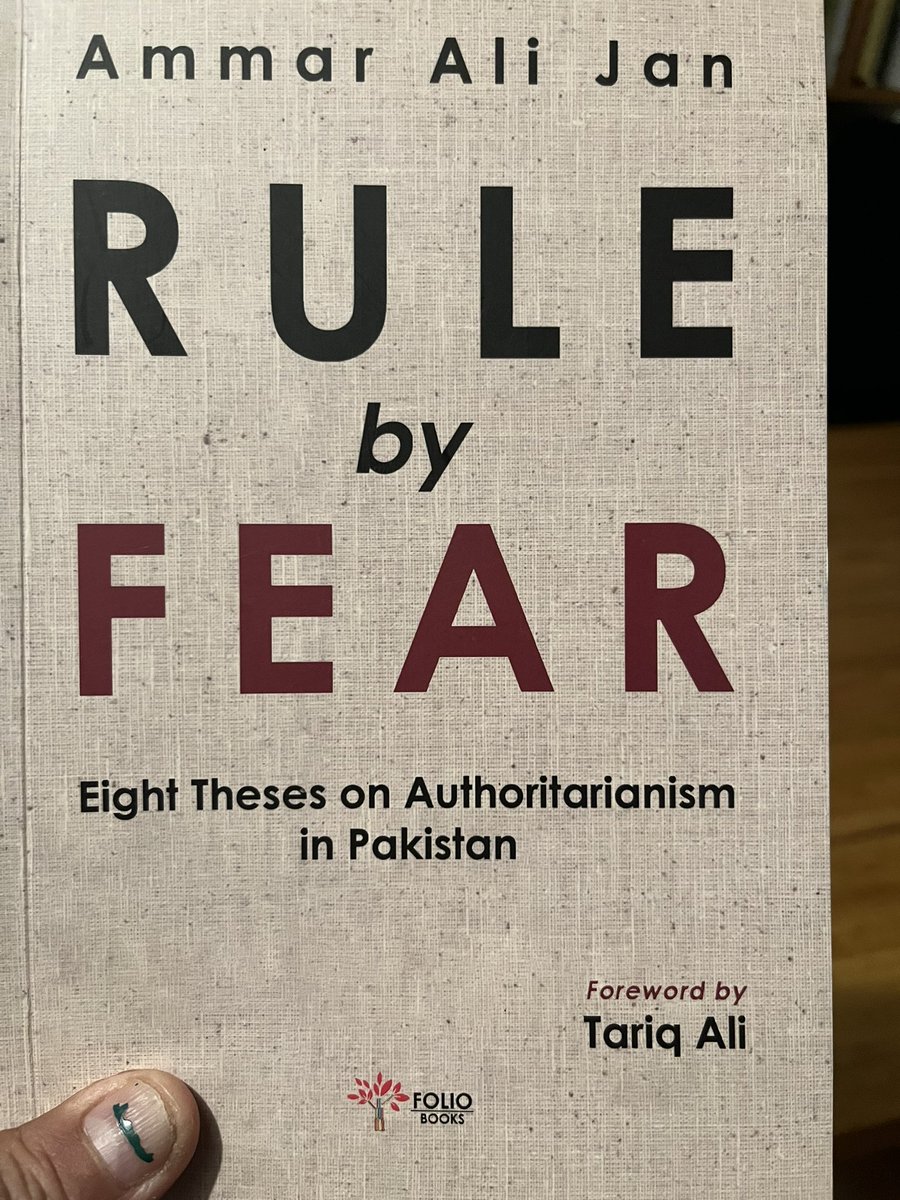 Ammar Ali Jan
RULE
by
FEAR
Eight Theses on Authoritarianism
in Pakistan
Foreword by
Tariq Ali
FOLIO
BOOKS